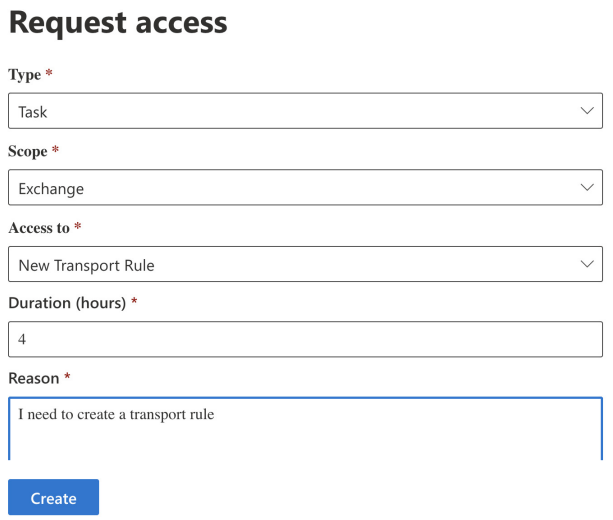 Request access
Type *
Task
Scope *
Exchange
Access to *
New Transport Rule
Duration (hours) *
4
Reason *
I need to create a transport rule
Create